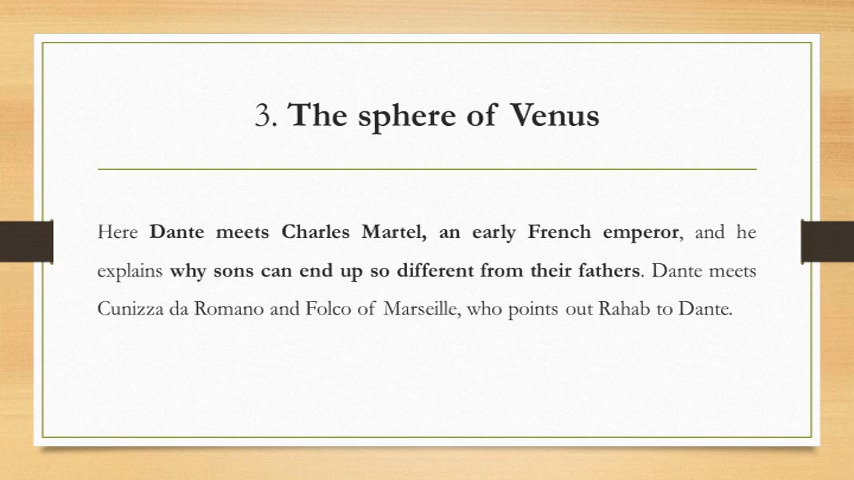 3. The sphere of Venus
Here Dante meets Charles Martel, an early French emperor, and he
explains why sons can end up so different from their fathers. Dante meets
Cunizza da Romano and Folco of Marseille, who points out Rahab to Dante.